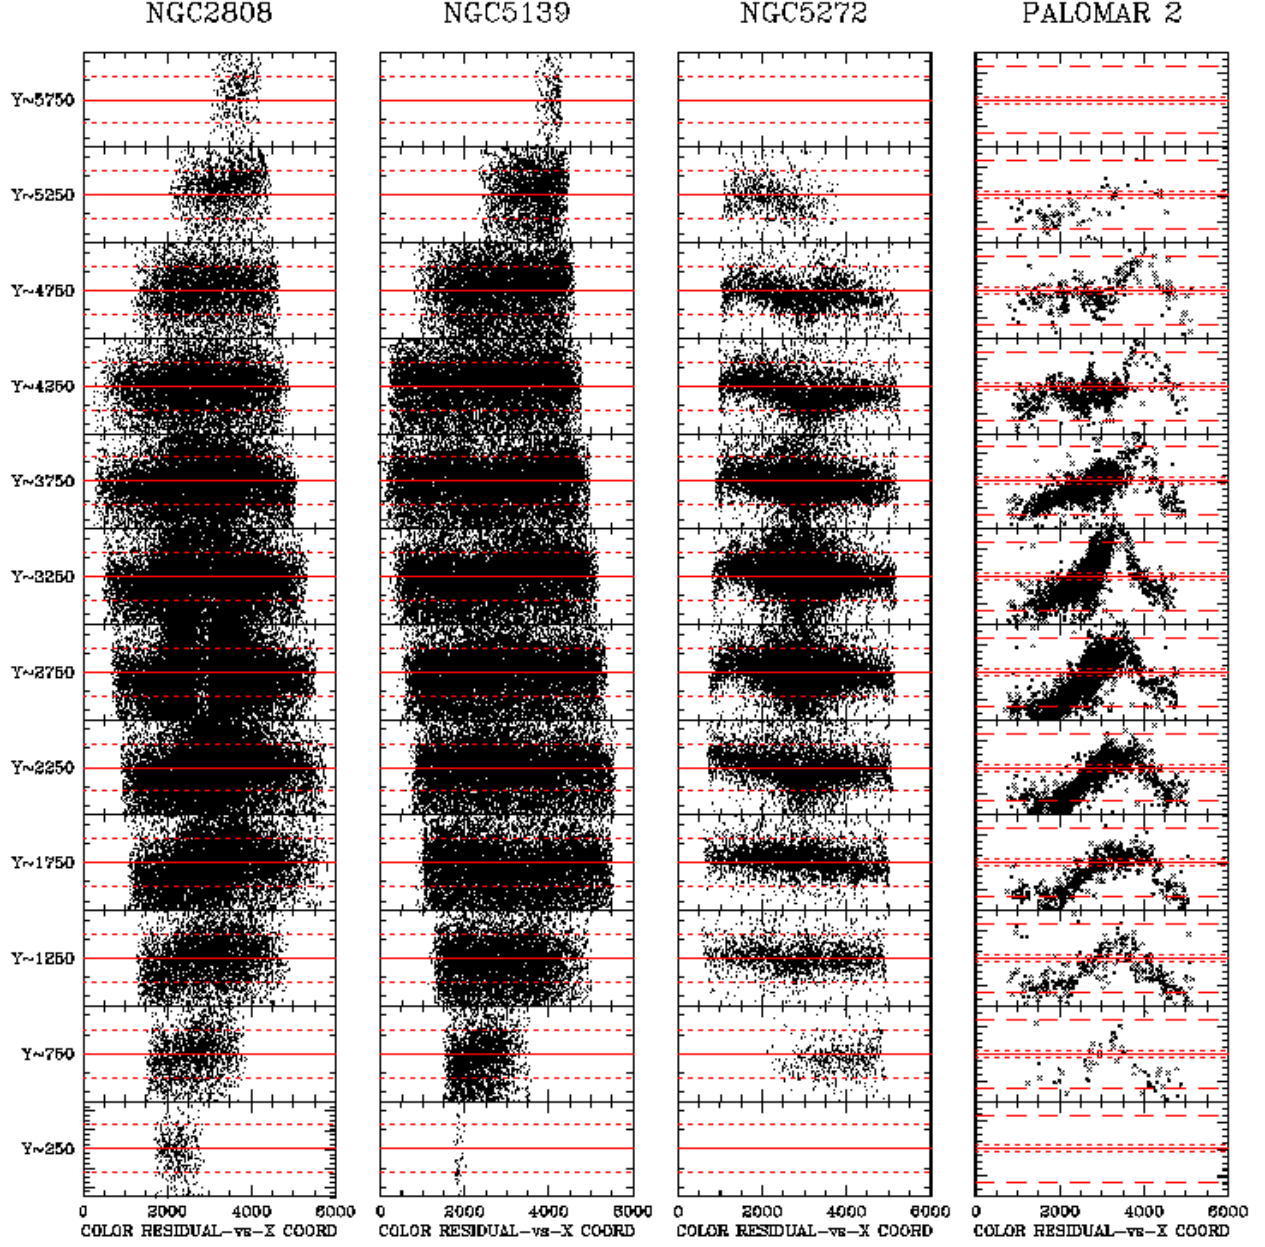 NGC2808 NGC5139 NGC5272 PALOMAR 2
Y~5750
Y~5250
Y~4750
Y~4250
Y~3750
Y~3250
Y~2750
Y~2250
Y~1750
Y~1250
Y~750
Y~250
0 2000 4000 6000 0 2000 4000 6000 0 2000 4000 6000 0 2000 4000 6000
COLOR RESIDUAL-vs-X COORD COLOR RESIDUAL-vs-X COORD COLOR RESIDUAL-vs-X COORD COLOR RESIDUAL-vs-X COORD